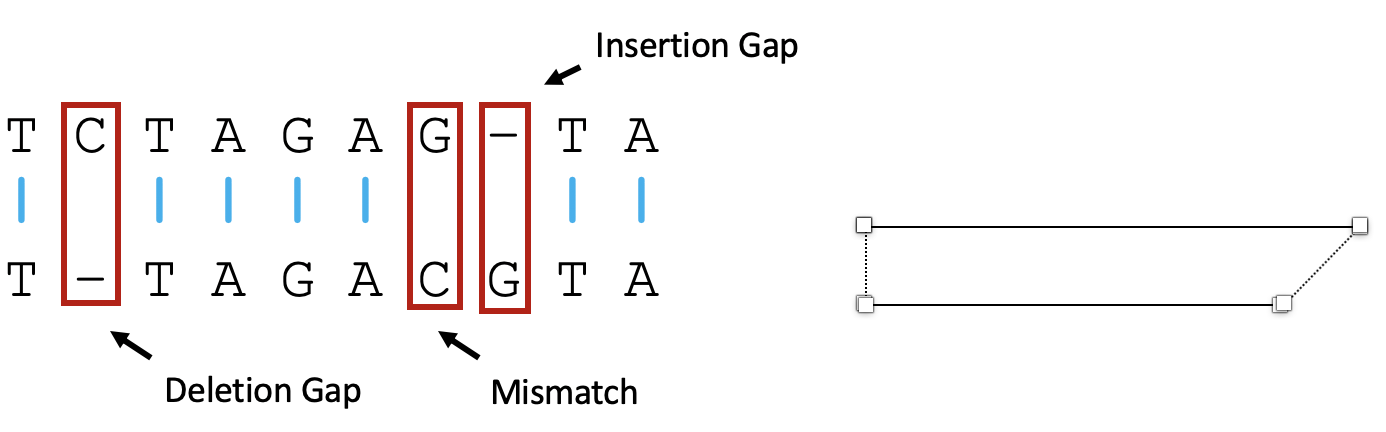 Insertion Gap
T C T A G A G – T A
T – T A G A C G T A
Deletion Gap
Mismatch